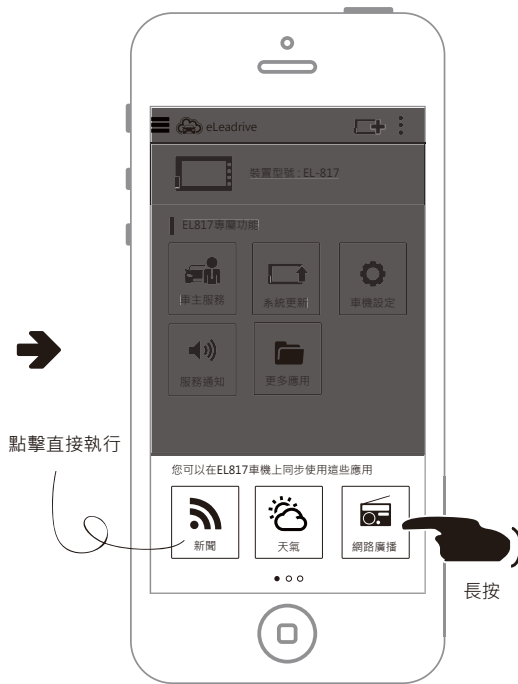 eLeadrive
裝置型號 : EL-817
EL817專屬功能
車主服務
系統更新
車機設定
服務通知
更多應用
點擊直接執行
您可以在EL817車機上同步使用這些應用
新聞
天氣
網路廣播
長按